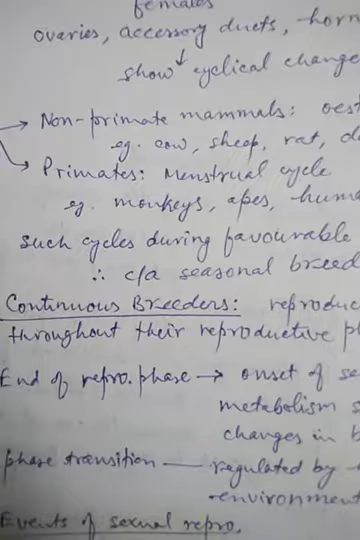 females
ovaries, accessory ducts, horm
show cyclical change
→ Non-primate mammals: oest
eg. cow, sheep, rat, d
→ Primates: Menstrual cycle
eg. monkeys, apes, huma
such cycles during favourable
∴ c/a seasonal breed
Continuous Breeders: reproduc
throughout their reproductive p
End of repro. phase → onset of se
metabolism s
changes in b
phase transition — regulated by
environment
Events of sexual repro.